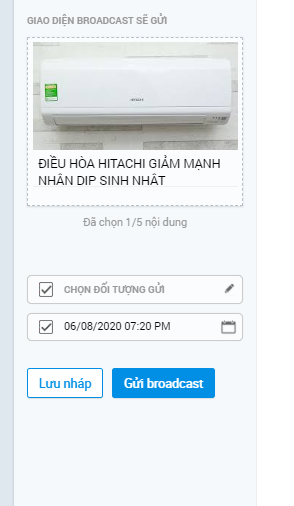 GIAO DIỆN BROADCAST SẼ GỬI
HITACHI
ĐIỀU HÒA HITACHI GIẢM MẠNH
NHÂN DỊP SINH NHẬT
Đã chọn 1/5 nội dung
CHỌN ĐỐI TƯỢNG GỬI
06/08/2020 07:20 PM
Lưu nháp
Gửi broadcast